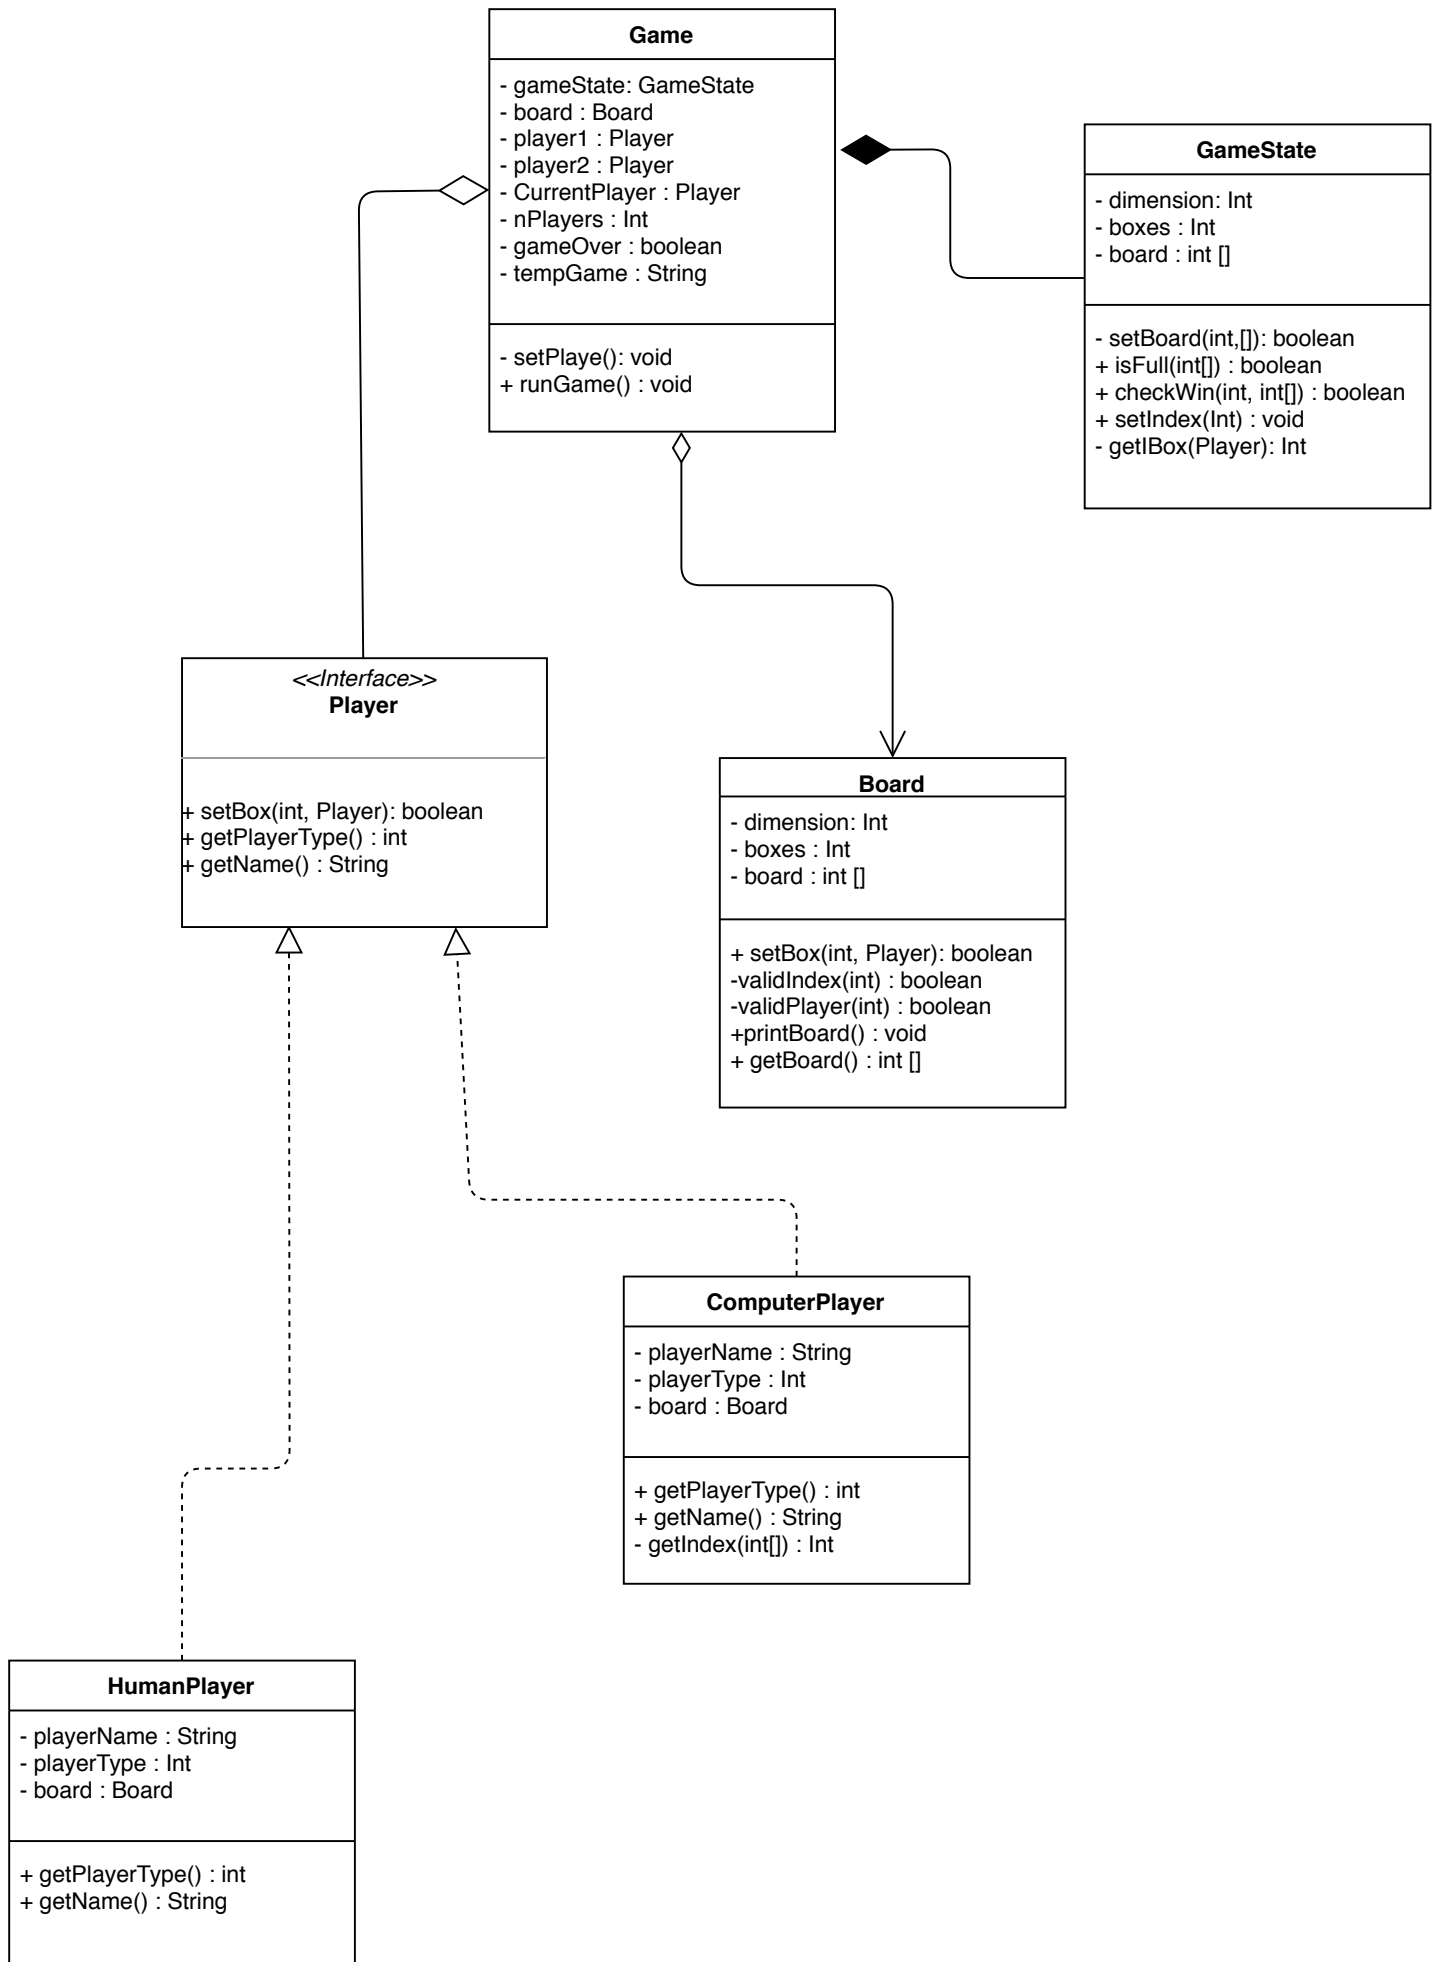 Game
- gameState: GameState
- board : Board
- player1 : Player
- player2 : Player
- CurrentPlayer : Player
- nPlayers : Int
- gameOver : boolean
- tempGame : String
- setPlaye(): void
+ runGame() : void
GameState
- dimension: Int
- boxes : Int
- board : int []
- setBoard(int,[]): boolean
+ isFull(int[]) : boolean
+ checkWin(int, int[]) : boolean
+ setIndex(Int) : void
- getIBox(Player): Int
<<Interface>>
Player
+ setBox(int, Player): boolean
+ getPlayerType() : int
+ getName() : String
Board
- dimension: Int
- boxes : Int
- board : int []
+ setBox(int, Player): boolean
-validIndex(int) : boolean
-validPlayer(int) : boolean
+printBoard() : void
+ getBoard() : int []
ComputerPlayer
- playerName : String
- playerType : Int
- board : Board
+ getPlayerType() : int
+ getName() : String
- getIndex(int[]) : Int
HumanPlayer
- playerName : String
- playerType : Int
- board : Board
+ getPlayerType() : int
+ getName() : String